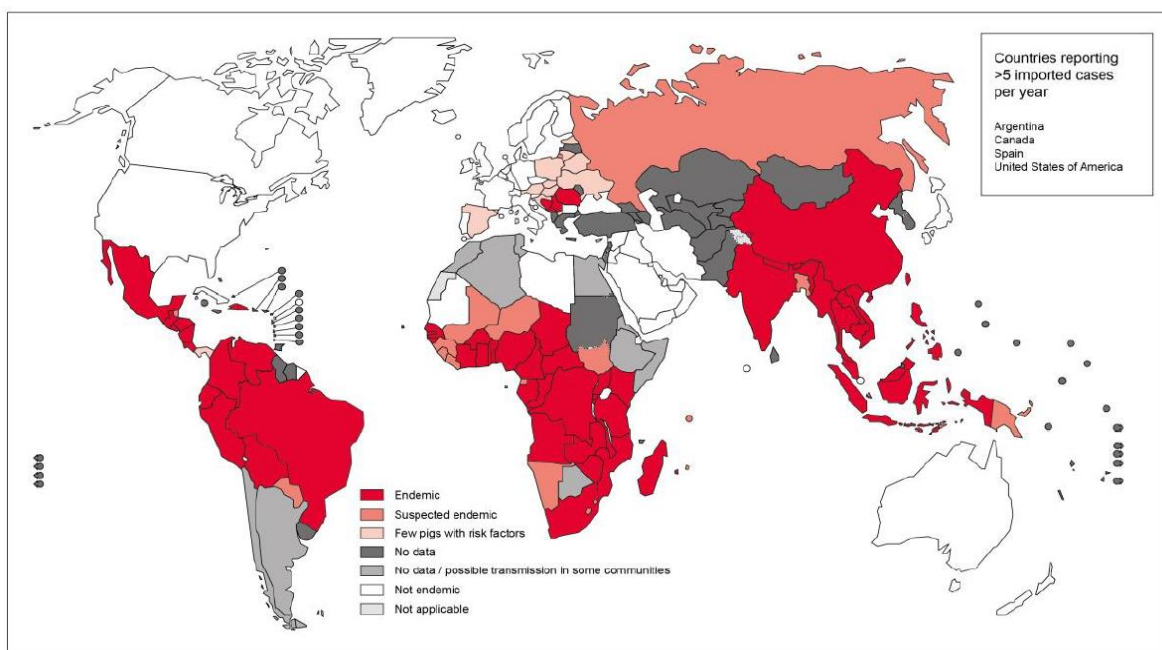 Countries reporting
>5 imported cases
per year
Argentina
Canada
Spain
United States of America
Endemic
Suspected endemic
Few pigs with risk factors
No data
No data / possible transmission in some communities
Not endemic
Not applicable